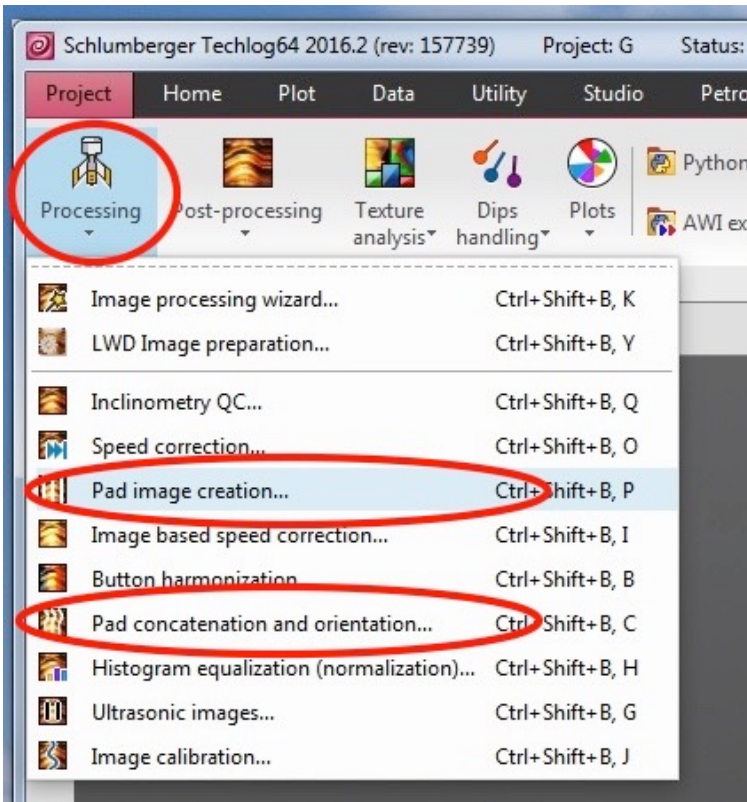 Schlumberger Techlog64 2016.2 (rev: 157739) Project: G Status:
Project Home Plot Data Utility Studio Petro
Processing Post-processing Texture analysis Dips handling Plots Python
AWI ex
Image processing wizard... Ctrl+Shift+B, K
LWD Image preparation... Ctrl+Shift+B, Y
Inclinometry QC... Ctrl+Shift+B, Q
Speed correction... Ctrl+Shift+B, O
Pad image creation... Ctrl+Shift+B, P
Image based speed correction... Ctrl+Shift+B, I
Button harmonization... Ctrl+Shift+B, B
Pad concatenation and orientation... Ctrl+Shift+B, C
Histogram equalization (normalization)... Ctrl+Shift+B, H
Ultrasonic images... Ctrl+Shift+B, G
Image calibration... Ctrl+Shift+B, J